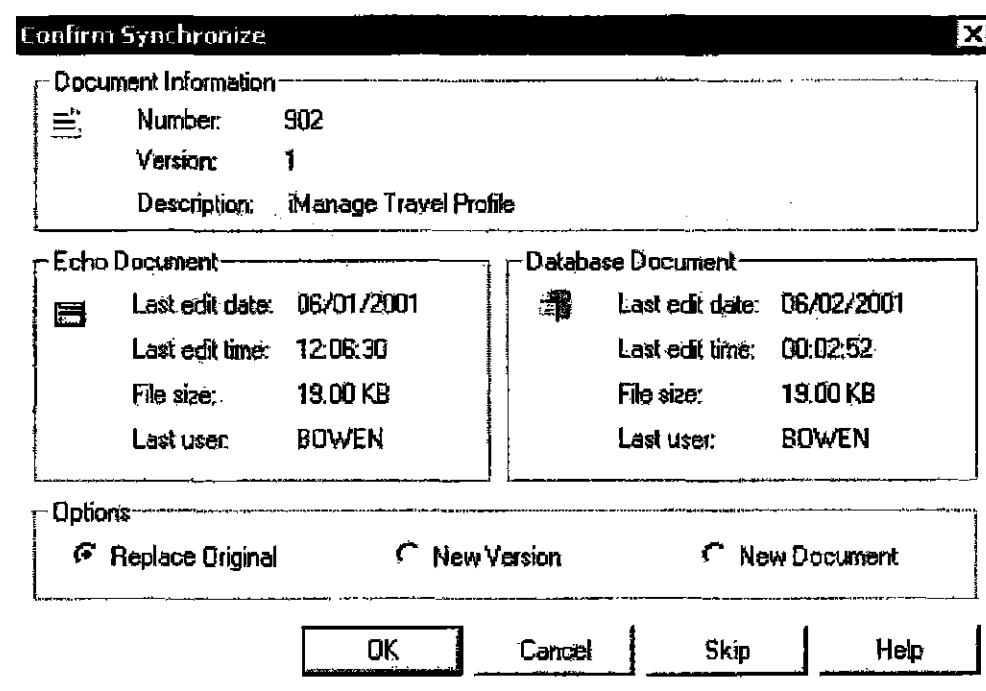 Confirm Synchronize
Document Information
Number: 902
Version: 1
Description: iManage Travel Profile
Echo Document
Last edit date: 06/01/2001
Last edit time: 12:06:30
File size: 19.00 KB
Last user: BOWEN
Database Document
Last edit date: 06/02/2001
Last edit time: 00:02:52
File size: 19.00 KB
Last user: BOWEN
Options
Replace Original New Version New Document
OK Cancel Skip Help